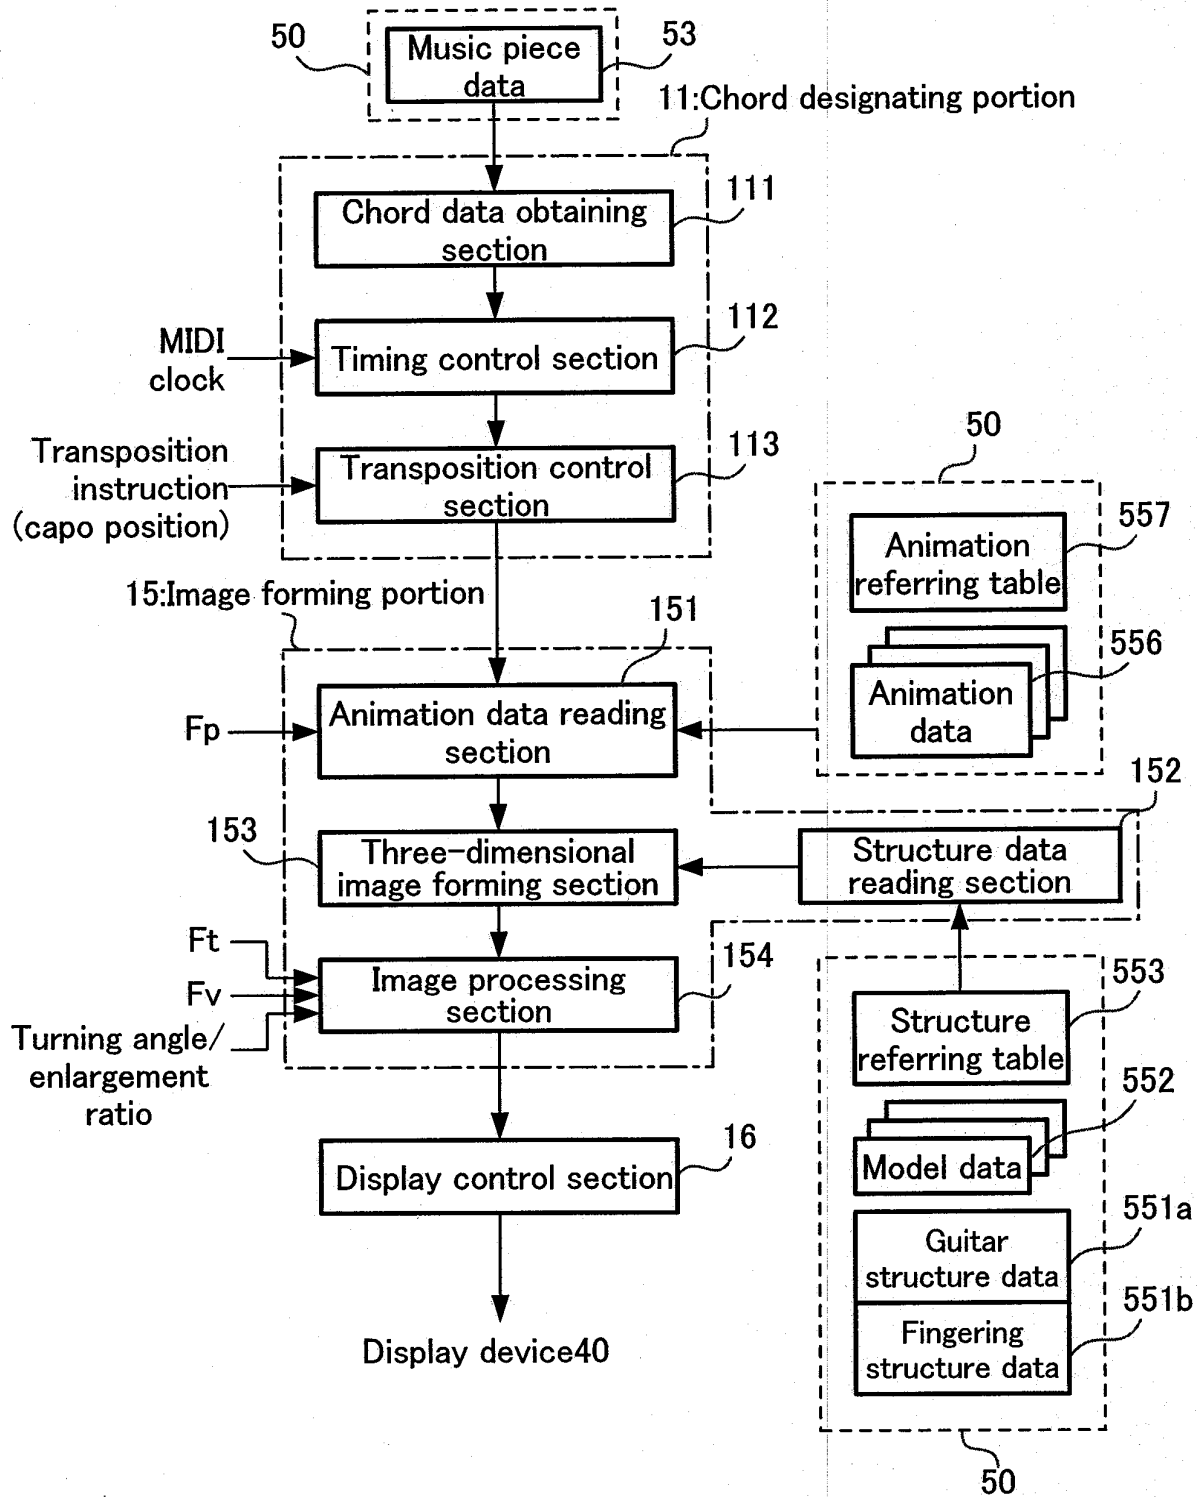 50
Music piece
data
53
11:Chord designating portion
Chord data obtaining
section
111
MIDI
clock
Timing control section
112
Transposition
instruction
(capo position)
Transposition control
section
113
50
Animation
referring table
557
15:Image forming portion
151
Animation
data
556
Fp
Animation data reading
section
152
153
Three-dimensional
image forming section
Structure data
reading section
Ft
Fv
Turning angle/
enlargement
ratio
Image processing
section
154
553
Structure
referring table
552
Model data
Display control section
16
551a
Guitar
structure data
551b
Fingering
structure data
Display device40
50